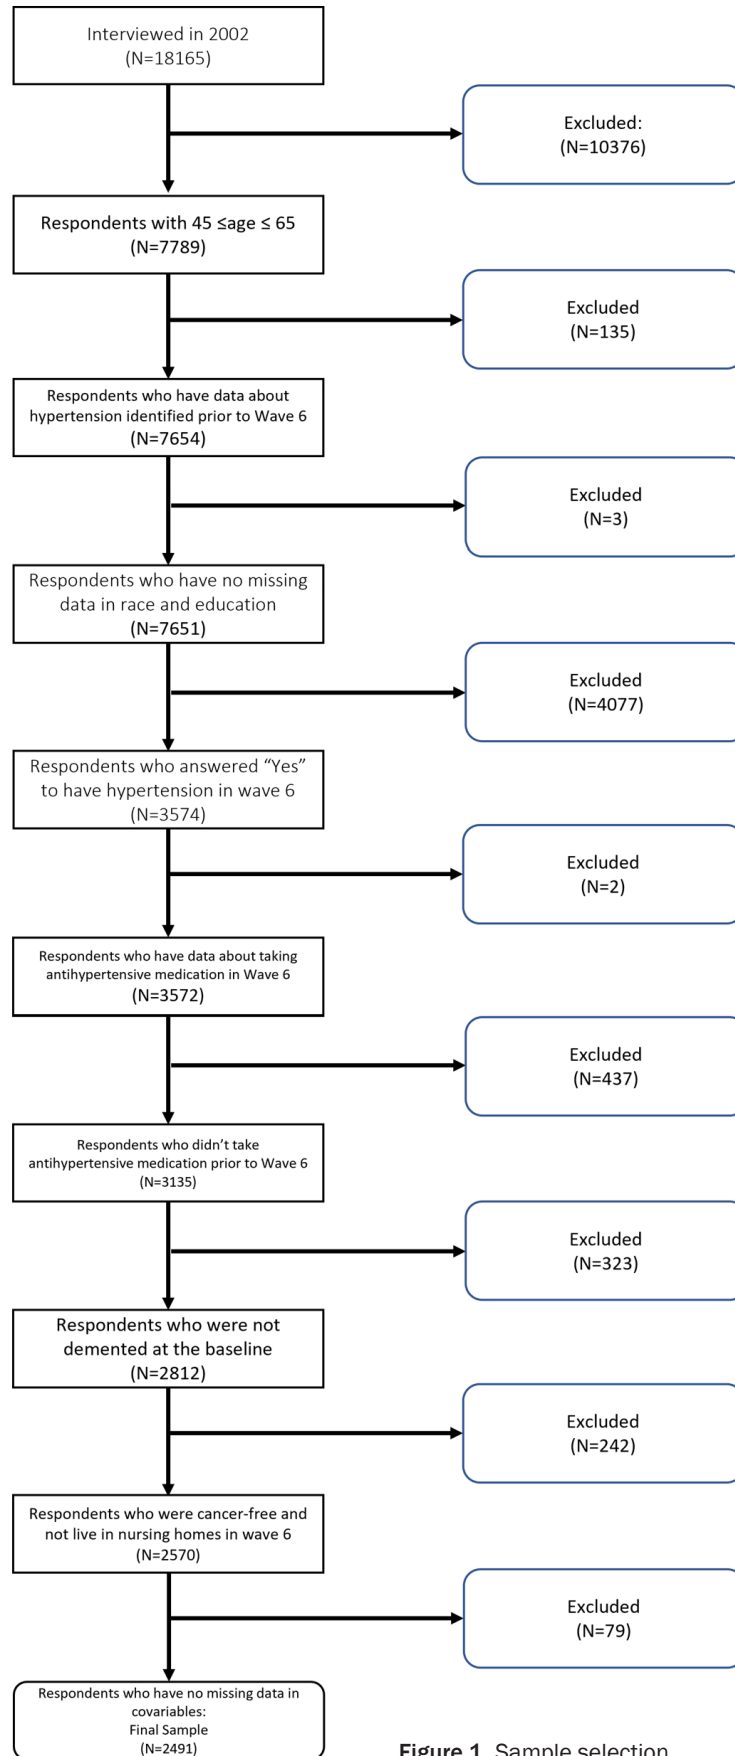 Interviewed in 2002
(N=18165)
Excluded:
(N=10376)
Respondents with 45 ≤age ≤ 65
(N=7789)
Excluded
(N=135)
Respondents who have data about
hypertension identified prior to Wave 6
(N=7654)
Excluded
(N=3)
Respondents who have no missing
data in race and education
(N=7651)
Excluded
(N=4077)
Respondents who answered “Yes”
to have hypertension in wave 6
(N=3574)
Excluded
(N=2)
Respondents who have data about taking
antihypertensive medication in Wave 6
(N=3572)
Excluded
(N=437)
Respondents who didn’t take
antihypertensive medication prior to Wave 6
(N=3135)
Excluded
(N=323)
Respondents who were not
demented at the baseline
(N=2812)
Excluded
(N=242)
Respondents who were cancer-free and
not live in nursing homes in wave 6
(N=2570)
Excluded
(N=79)
Respondents who have no missing data in
covariables:
Final Sample
(N=2491)
Figure 1. Sample selection